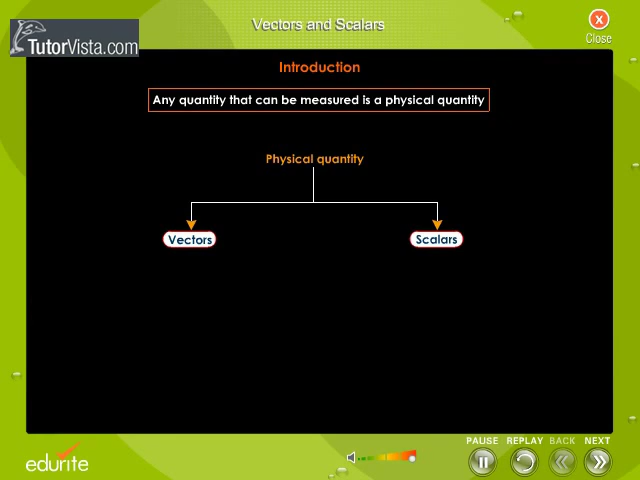 Vectors and Scalars
X
Close
TutorVista.com
Introduction
Any quantity that can be measured is a physical quantity
Physical quantity
Vectors
Scalars
PAUSE REPLAY BACK NEXT
edurite